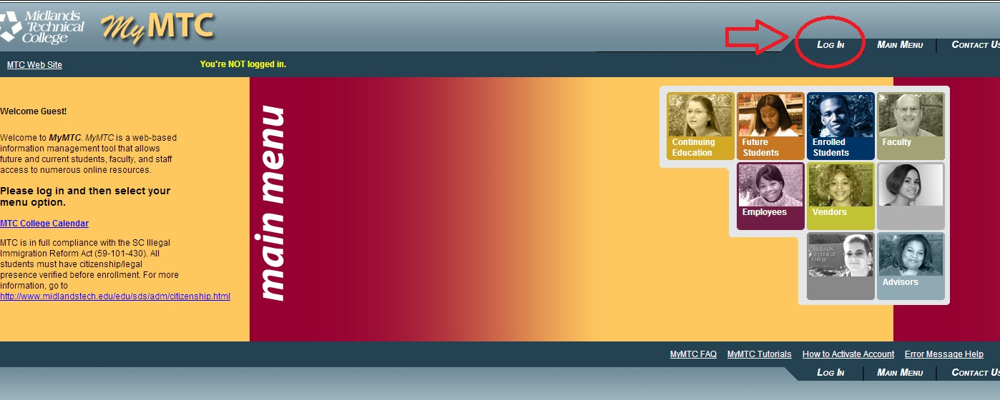 Midlands
Technical
College
MyMTC
LOG IN
MAIN MENU
CONTACT US
MTC Web Site
You're NOT logged in.
Welcome Guest!
Welcome to MyMTC. MyMTC is a web-based
information management tool that allows
future and current students, faculty, and staff
access to numerous online resources.
Please log in and then select your
menu option.
MTC College Calendar
MTC is in full compliance with the SC Illegal
Immigration Reform Act (59-101-430). All
students must have citizenship/legal
presence verified before enrollment. For more
information, go to
http://www.midlandstech.edu/edu/sds/adm/citizenship.html
main menu
Continuing
Education
Future
Students
Enrolled
Students
Faculty
Employees
Vendors
Midlands
Technical
College
Advisors
MyMTC FAQ
MyMTC Tutorials
How to Activate Account
Error Message Help
LOG IN
MAIN MENU
CONTACT US